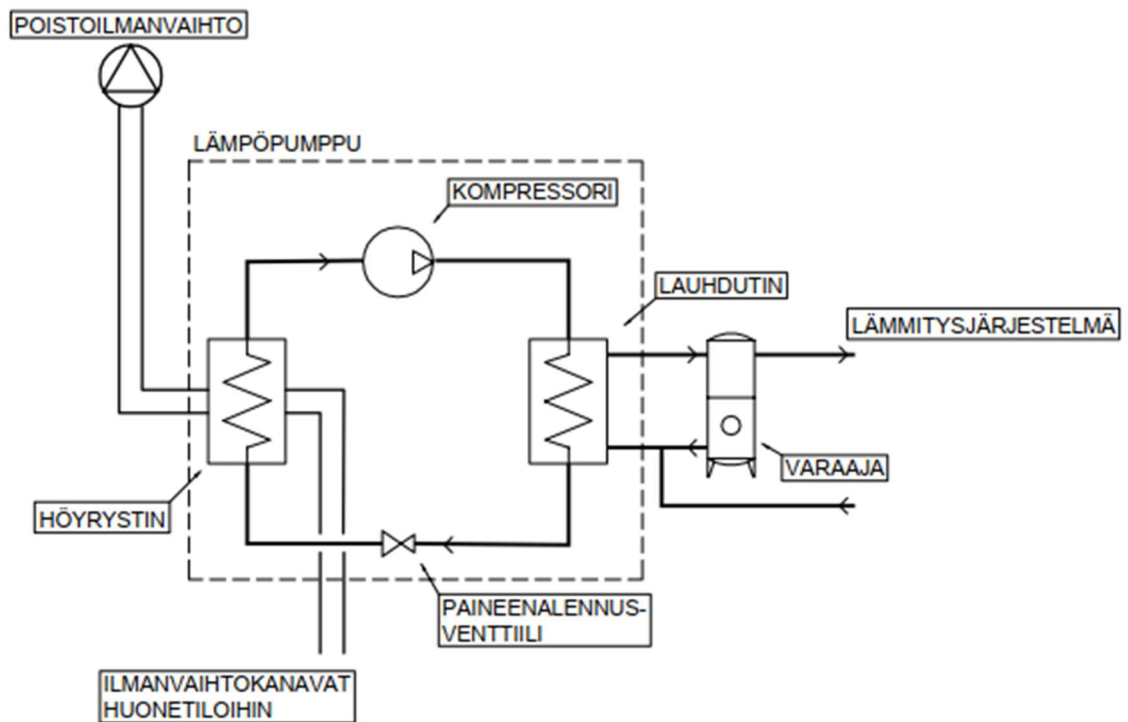 POISTOILMANVAIHTO
LÄMPÖPUMPPU
KOMPRESSORI
LAUHDUTIN
LÄMMITYSJÄRJESTELMÄ
VARAAJA
HÖYRYSTIN
PAINEENALENNUS-
VENTTIILI
ILMANVAIHTOKANAVAT
HUONETILOIHIN